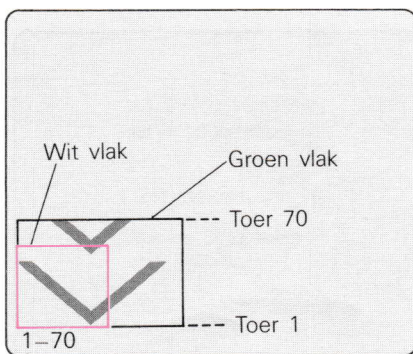 Wit vlak
Groen vlak
Toer 70
Toer 1
1–70